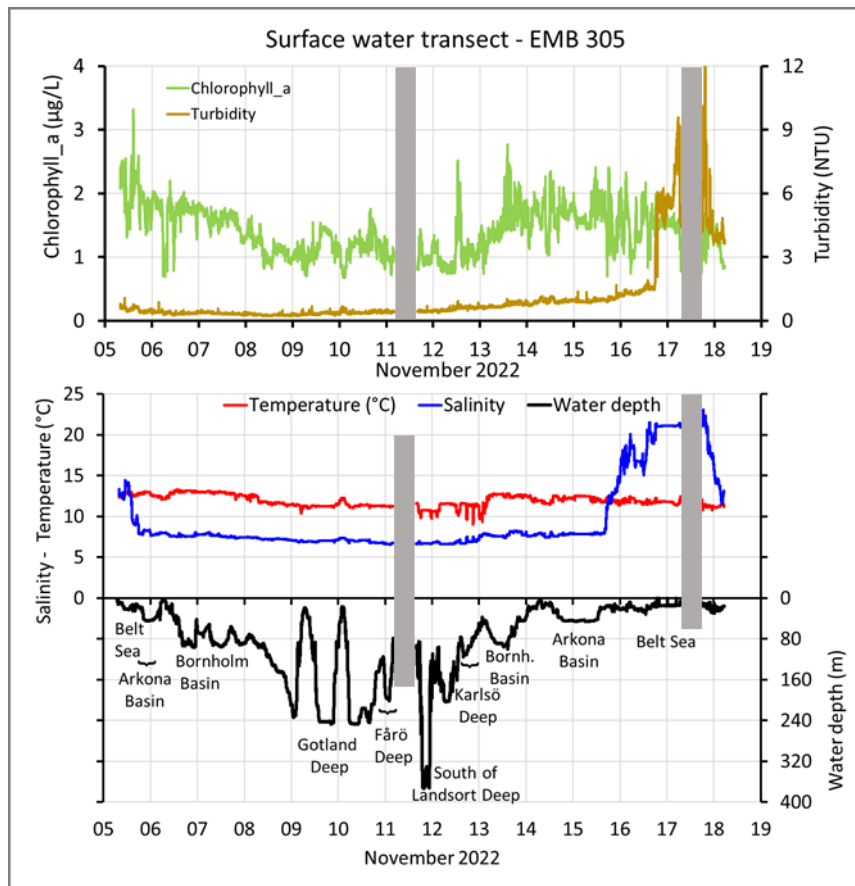 Surface water transect - EMB 305
Chlorophyll_a (µg/L)
Turbidity (NTU)
Chlorophyll_a
Turbidity
4
3
2
1
0
12
9
6
3
0
05 06 07 08 09 10 11 12 13 14 15 16 17 18 19
November 2022
Salinity - Temperature (°C)
Temperature (°C) Salinity Water depth
25
20
15
10
5
0
0
80
160
240
320
400
Water depth (m)
Belt
Sea
Arkona
Basin
Bornholm
Basin
Gotland
Deep
Fårö
Deep
South of
Landsort Deep
Karlsö
Deep
Bornh.
Basin
Arkona
Basin
Belt Sea
05 06 07 08 09 10 11 12 13 14 15 16 17 18 19
November 2022